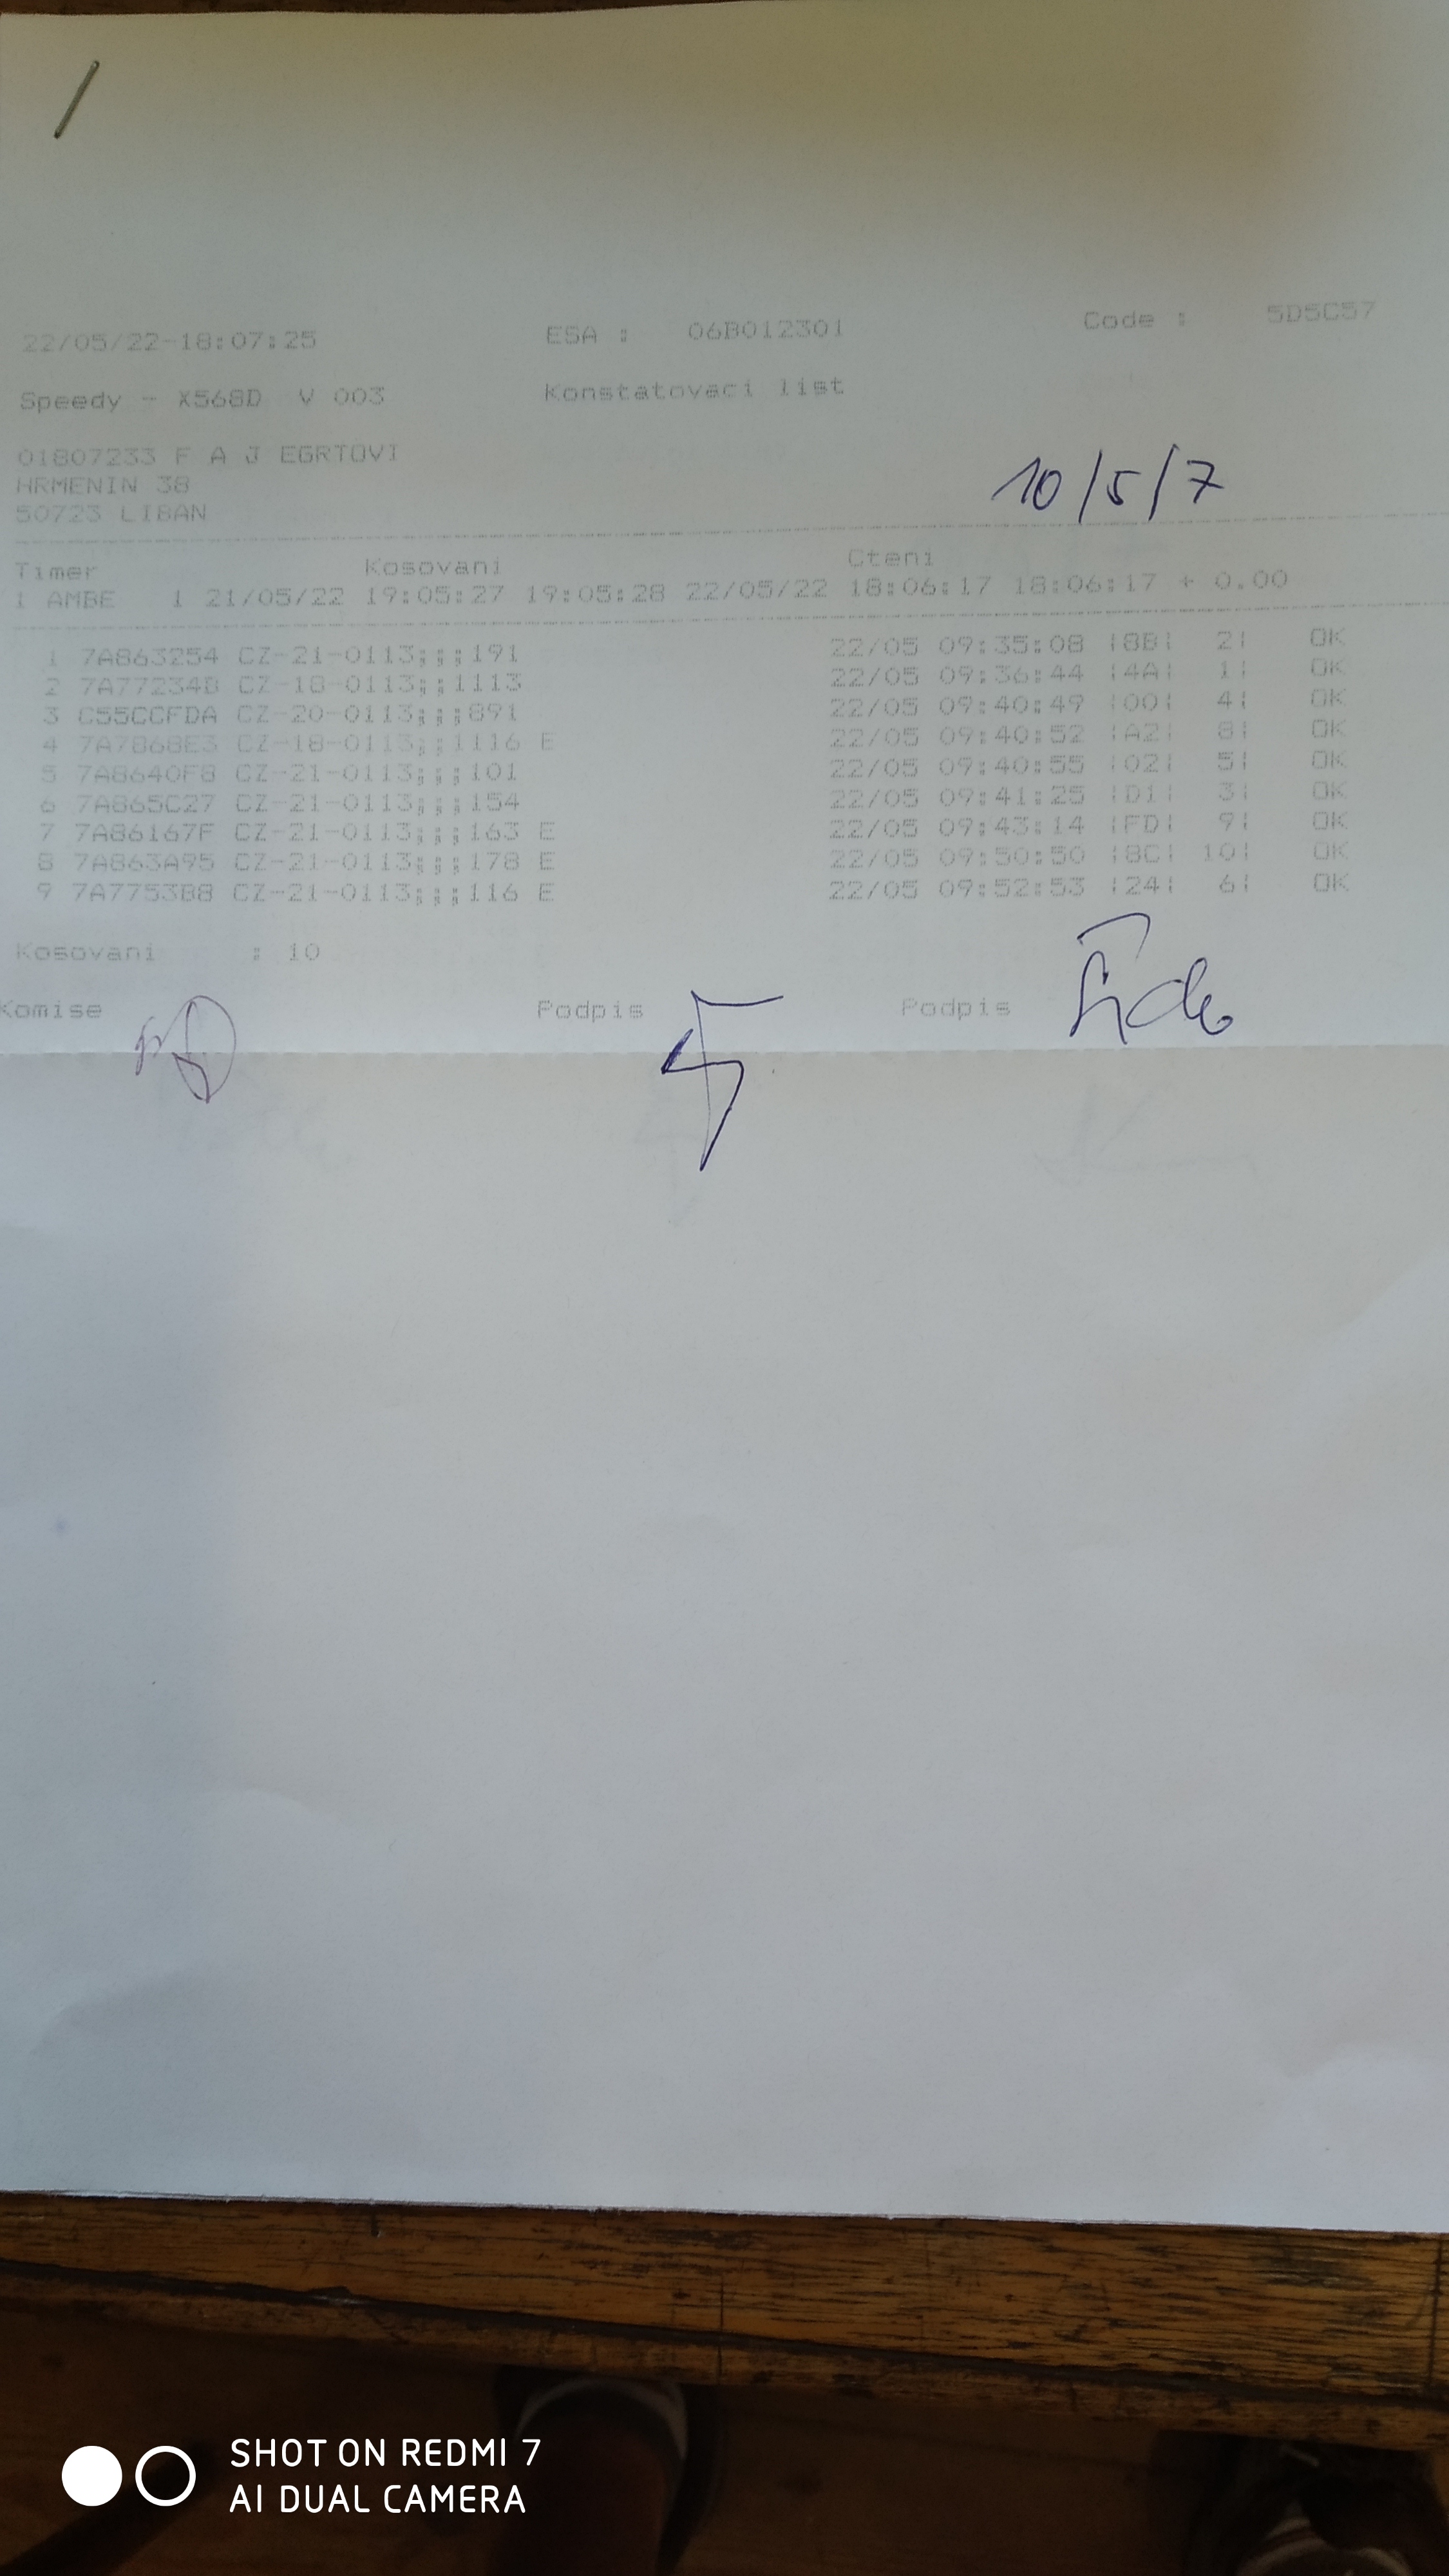 22/05/22-18:07:25 ESA : 06B012301 Code : 5D5C57
Speedy - X568D V 003 Konstatovaci list
01807233 F A J EGRTOVI
HRMENIN 38
50723 LIBAN
10/5/7
Timer Kosovani Cteni
1 AMBE 1 21/05/22 19:05:27 19:05:28 22/05/22 18:06:17 18:06:17 + 0.00
1 7A863254 CZ-21-0113;;;191 22/05 09:35:08 |8B| 2| OK
2 7A77234B CZ-18-0113;;1113 22/05 09:36:44 |4A| 1| OK
3 C55CCFDA CZ-20-0113;;;891 22/05 09:40:49 |00| 4| OK
4 7A7868E3 CZ-18-0113;;1116 E 22/05 09:40:52 |A2| 8| OK
5 7A8640F8 CZ-21-0113;;;101 22/05 09:40:55 |02| 5| OK
6 7A865C27 CZ-21-0113;;;154 22/05 09:41:25 |D1| 3| OK
7 7A86167F CZ-21-0113;;;163 E 22/05 09:43:14 |FD| 9| OK
8 7A863A95 CZ-21-0113;;;178 E 22/05 09:50:50 |8C| 10| OK
9 7A7753B8 CZ-21-0113;;;116 E 22/05 09:52:53 |24| 6| OK
Kosovani : 10
Komise Podpis Podpis
SHOT ON REDMI 7
AI DUAL CAMERA